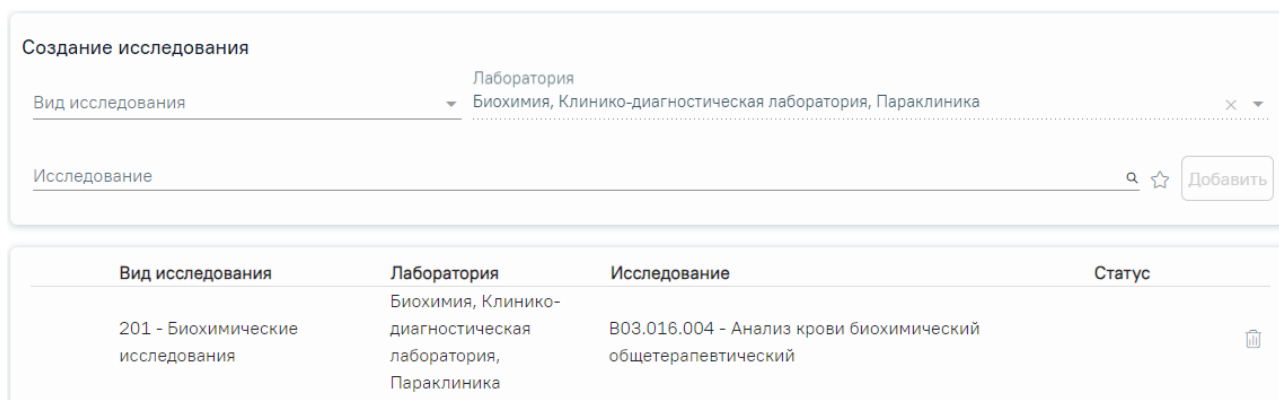 Создание исследования
Лаборатория
Вид исследования
Биохимия, Клинико-диагностическая лаборатория, Параклиника
Исследование
Добавить
Вид исследования Лаборатория Исследование Статус
Биохимия, Клинико-
201 - Биохимические диагностическая B03.016.004 - Анализ крови биохимический
исследования лаборатория, общетерапевтический
Параклиника